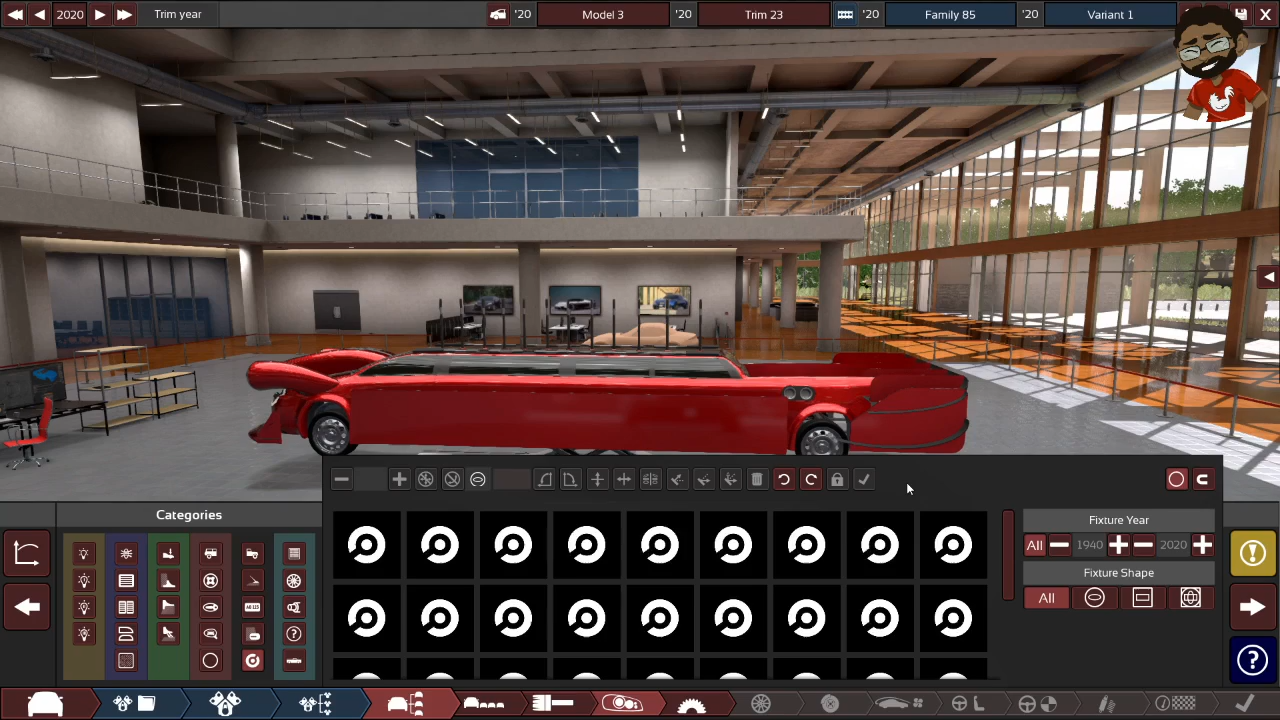 2020
Trim year
'20
Model 3
'20
Trim 23
'20
Family 85
'20
Variant 1
Categories
Fixture Year
All
1940
2020
Fixture Shape
All